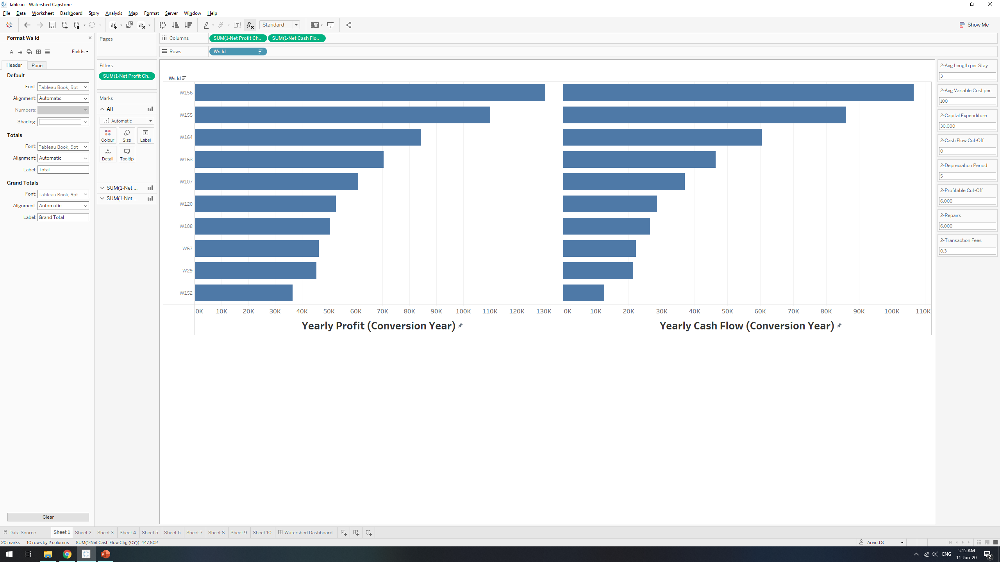 Tableau - Watershed Capstone
File Data Worksheet Dashboard Story Analysis Map Format Server Window Help
Standard
Show Me
Format Ws Id
Fields
Header Pane
Default
Font: Tableau Book, 9pt
Alignment: Automatic
Numbers:
Shading:
Totals
Font: Tableau Book, 9pt
Alignment: Automatic
Label: Total
Grand Totals
Font: Tableau Book, 9pt
Alignment: Automatic
Label: Grand Total
Clear
Pages
Filters
SUM(1-Net Profit Ch..
Marks
All
Automatic
Colour Size Label
Detail Tooltip
SUM(1-Net ...
SUM(1-Net ...
Columns SUM(1-Net Profit Ch.. SUM(1-Net Cash Flo..
Rows Ws Id
Ws Id
W156
W155
W164
W163
W107
W120
W108
W67
W29
W152
0K 10K 20K 30K 40K 50K 60K 70K 80K 90K 100K 110K 120K 130K
Yearly Profit (Conversion Year)
0K 10K 20K 30K 40K 50K 60K 70K 80K 90K 100K 110K
Yearly Cash Flow (Conversion Year)
2-Avg Length per Stay
3
2-Avg Variable Cost per...
100
2-Capital Expenditure
30,000
2-Cash Flow Cut-Off
0
2-Depreciation Period
5
2-Profitable Cut-Off
6,000
2-Repairs
6,000
2-Transaction Fees
0.3
Data Source Sheet 1 Sheet 2 Sheet 3 Sheet 4 Sheet 5 Sheet 6 Sheet 7 Sheet 8 Sheet 9 Sheet 10 Watershed Dashboard
20 marks 10 rows by 2 columns SUM(1-Net Cash Flow Chg (CY)): 447,502
Arvind S
ENG
5:15 AM
11-Jun-20
2